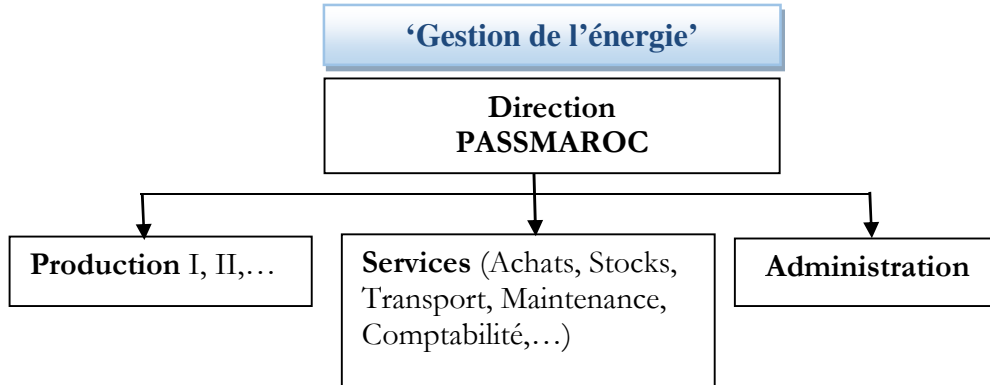 ‘Gestion de l’énergie’
Direction
PASSMAROC
Production I, II,…
Services (Achats, Stocks,
Transport, Maintenance,
Comptabilité,…)
Administration